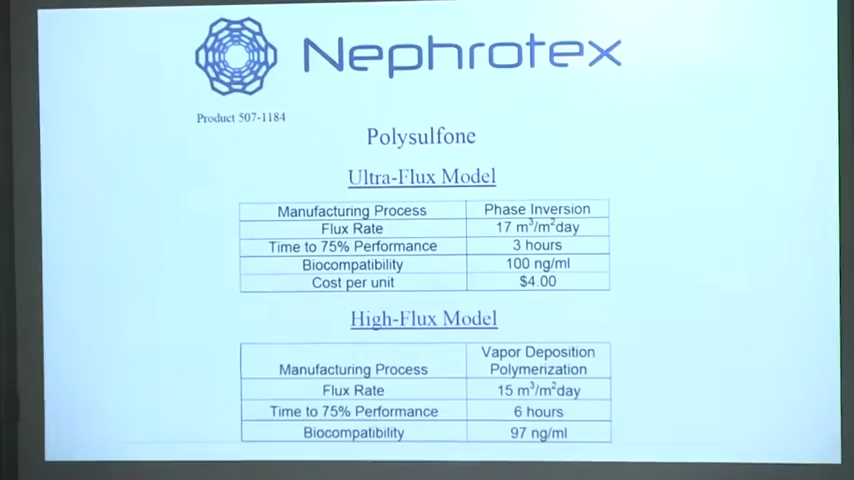 Nephrotex
Product 507-1184
Polysulfone
Ultra-Flux Model
Manufacturing Process Phase Inversion
Flux Rate 17 m³/m²day
Time to 75% Performance 3 hours
Biocompatibility 100 ng/ml
Cost per unit $4.00
High-Flux Model
Vapor Deposition
Manufacturing Process Polymerization
Flux Rate 15 m³/m²day
Time to 75% Performance 6 hours
Biocompatibility 97 ng/ml